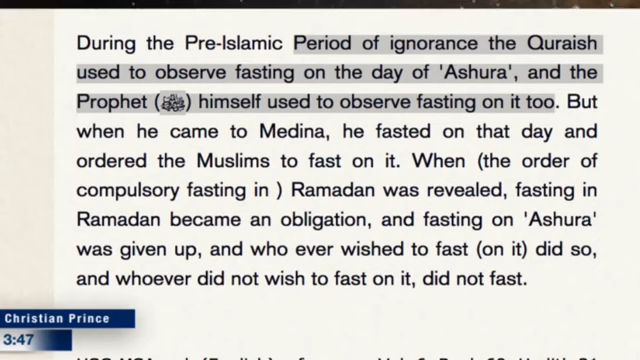 During the Pre-Islamic Period of ignorance the Quraish
used to observe fasting on the day of 'Ashura', and the
Prophet (ﷺ) himself used to observe fasting on it too. But
when he came to Medina, he fasted on that day and
ordered the Muslims to fast on it. When (the order of
compulsory fasting in ) Ramadan was revealed, fasting in
Ramadan became an obligation, and fasting on 'Ashura'
was given up, and who ever wished to fast (on it) did so,
and whoever did not wish to fast on it, did not fast.
Christian Prince
3:47